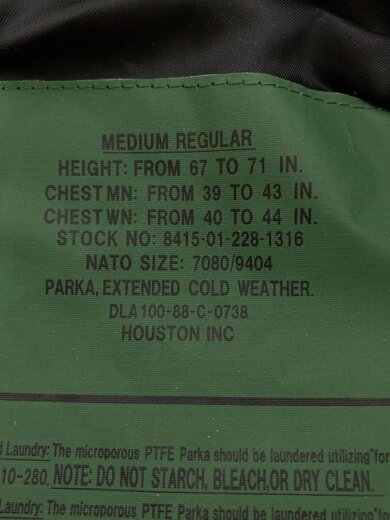 MEDIUM REGULAR
HEIGHT: FROM 67 TO 71 IN.
CHEST MN: FROM 39 TO 43 IN.
CHEST WN: FROM 40 TO 44 IN.
STOCK NO: 8415-01-228-1316
NATO SIZE: 7080/9404
PARKA, EXTENDED COLD WEATHER.
DLA100-88-C-0738
HOUSTON INC
d Laundry: The microporous PTFE Parka should be laundered utilizing "for
10-280. NOTE: DO NOT STARCH, BLEACH,OR DRY CLEAN.
d Laundry: The microporous PTFE Parka should be laundered utilizing "for